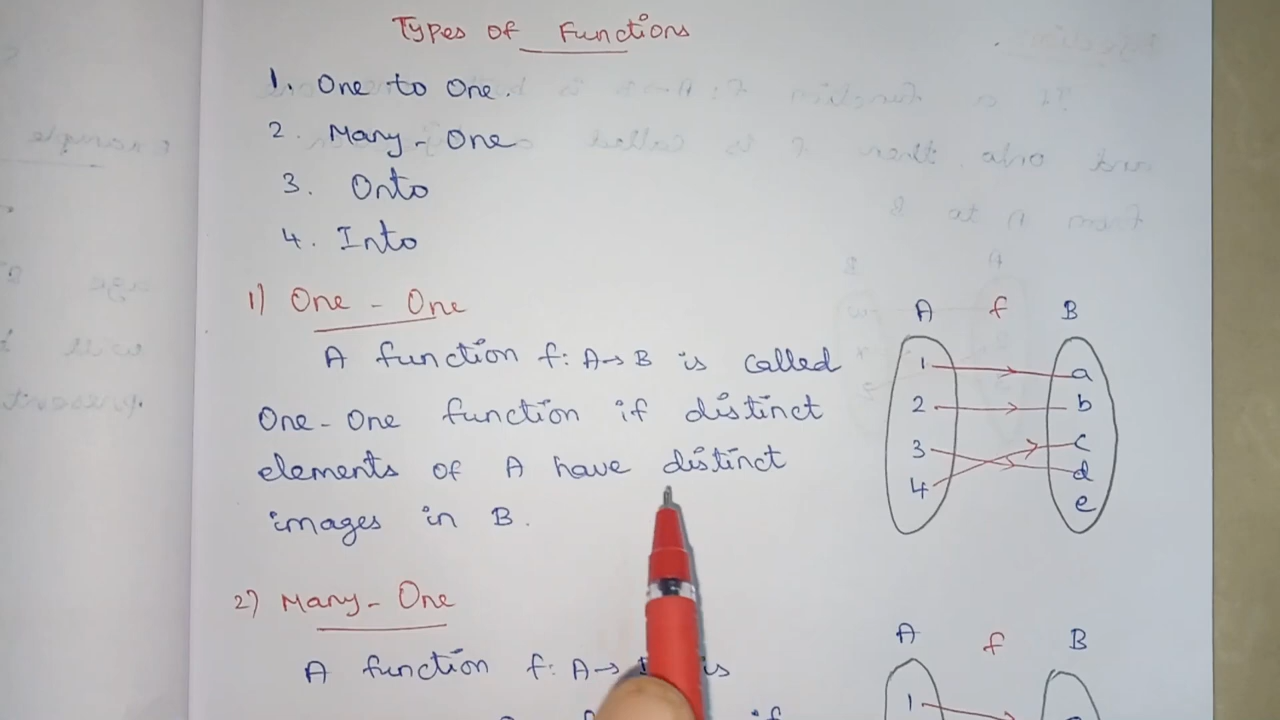 Types of Functions
1. One to One.
2. Many - One
3. Onto
4. Into
1) One - One
A function f: A→B is called
One-One function if distinct
elements of A have distinct
images in B.
A f B
1 a
2 b
3 c
4 d
e
2) Many - One
A function f: A→ is
if
A f B
1